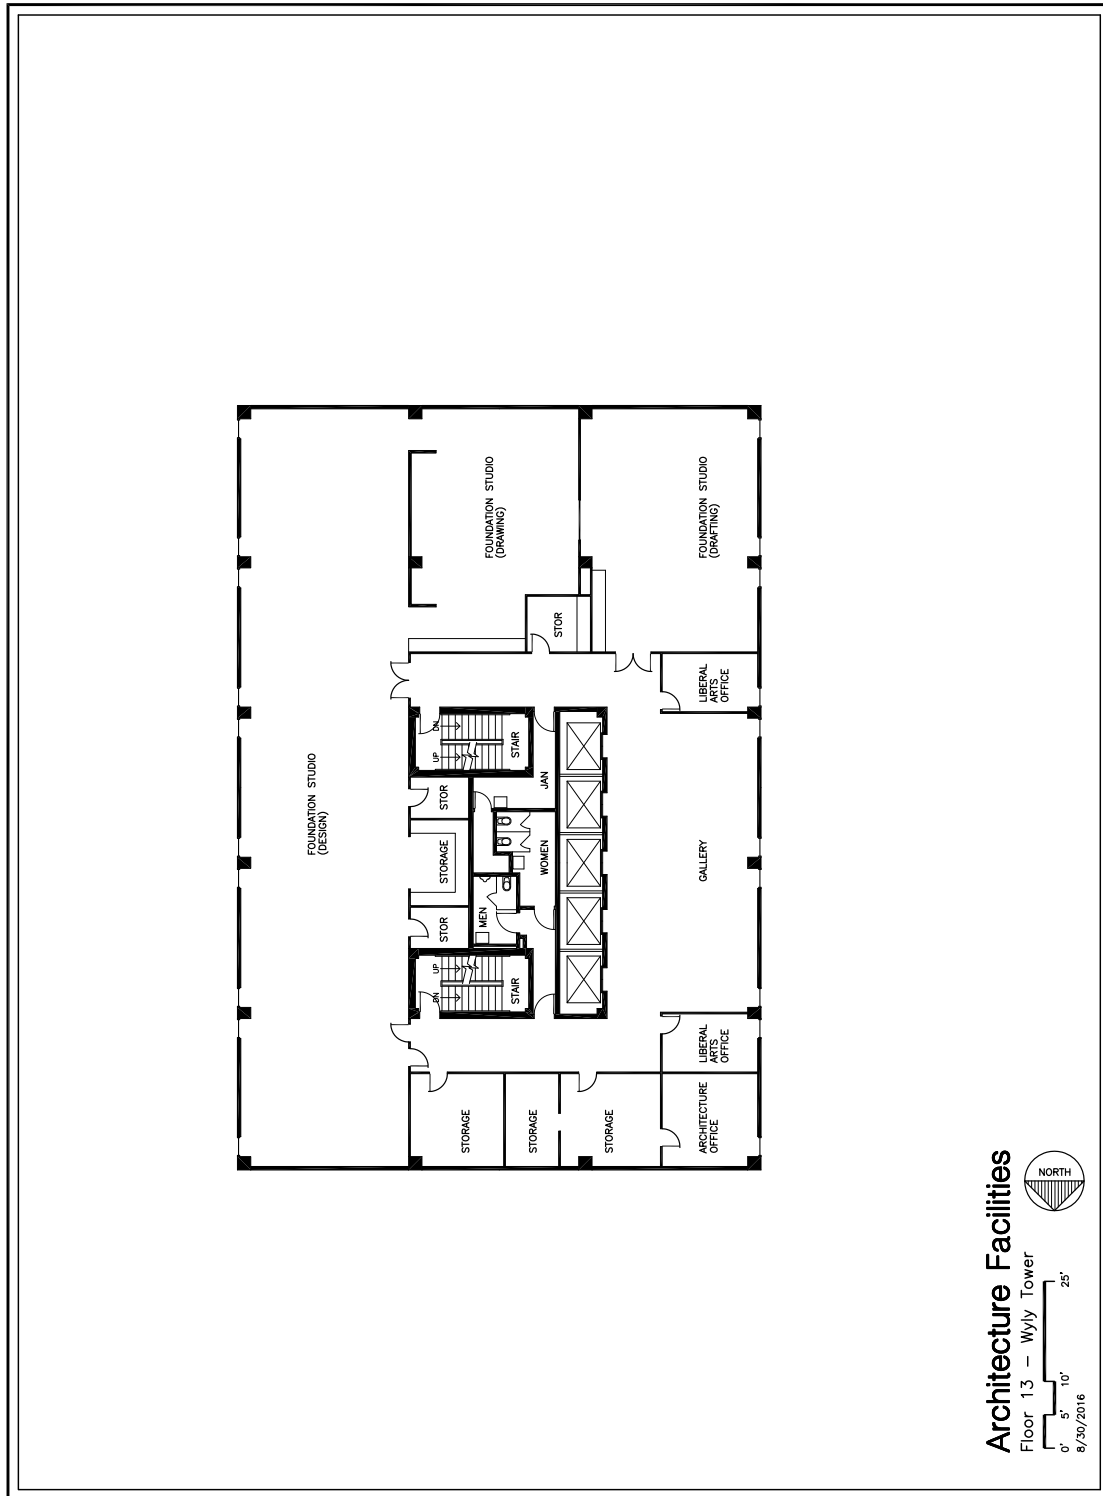 FOUNDATION STUDIO
(DESIGN)
FOUNDATION STUDIO
(DRAWING)
FOUNDATION STUDIO
(DRAFTING)
STOR
LIBERAL
ARTS
OFFICE
DN
UP
STAIR
STOR
JAN
STORAGE
WOMEN
GALLERY
STOR
MEN
UP
DN
STAIR
LIBERAL
ARTS
OFFICE
STORAGE
STORAGE
STORAGE
ARCHITECTURE
OFFICE
Architecture Facilities
Floor 13 - Wyly Tower
0' 5' 10' 25'
8/30/2016
NORTH